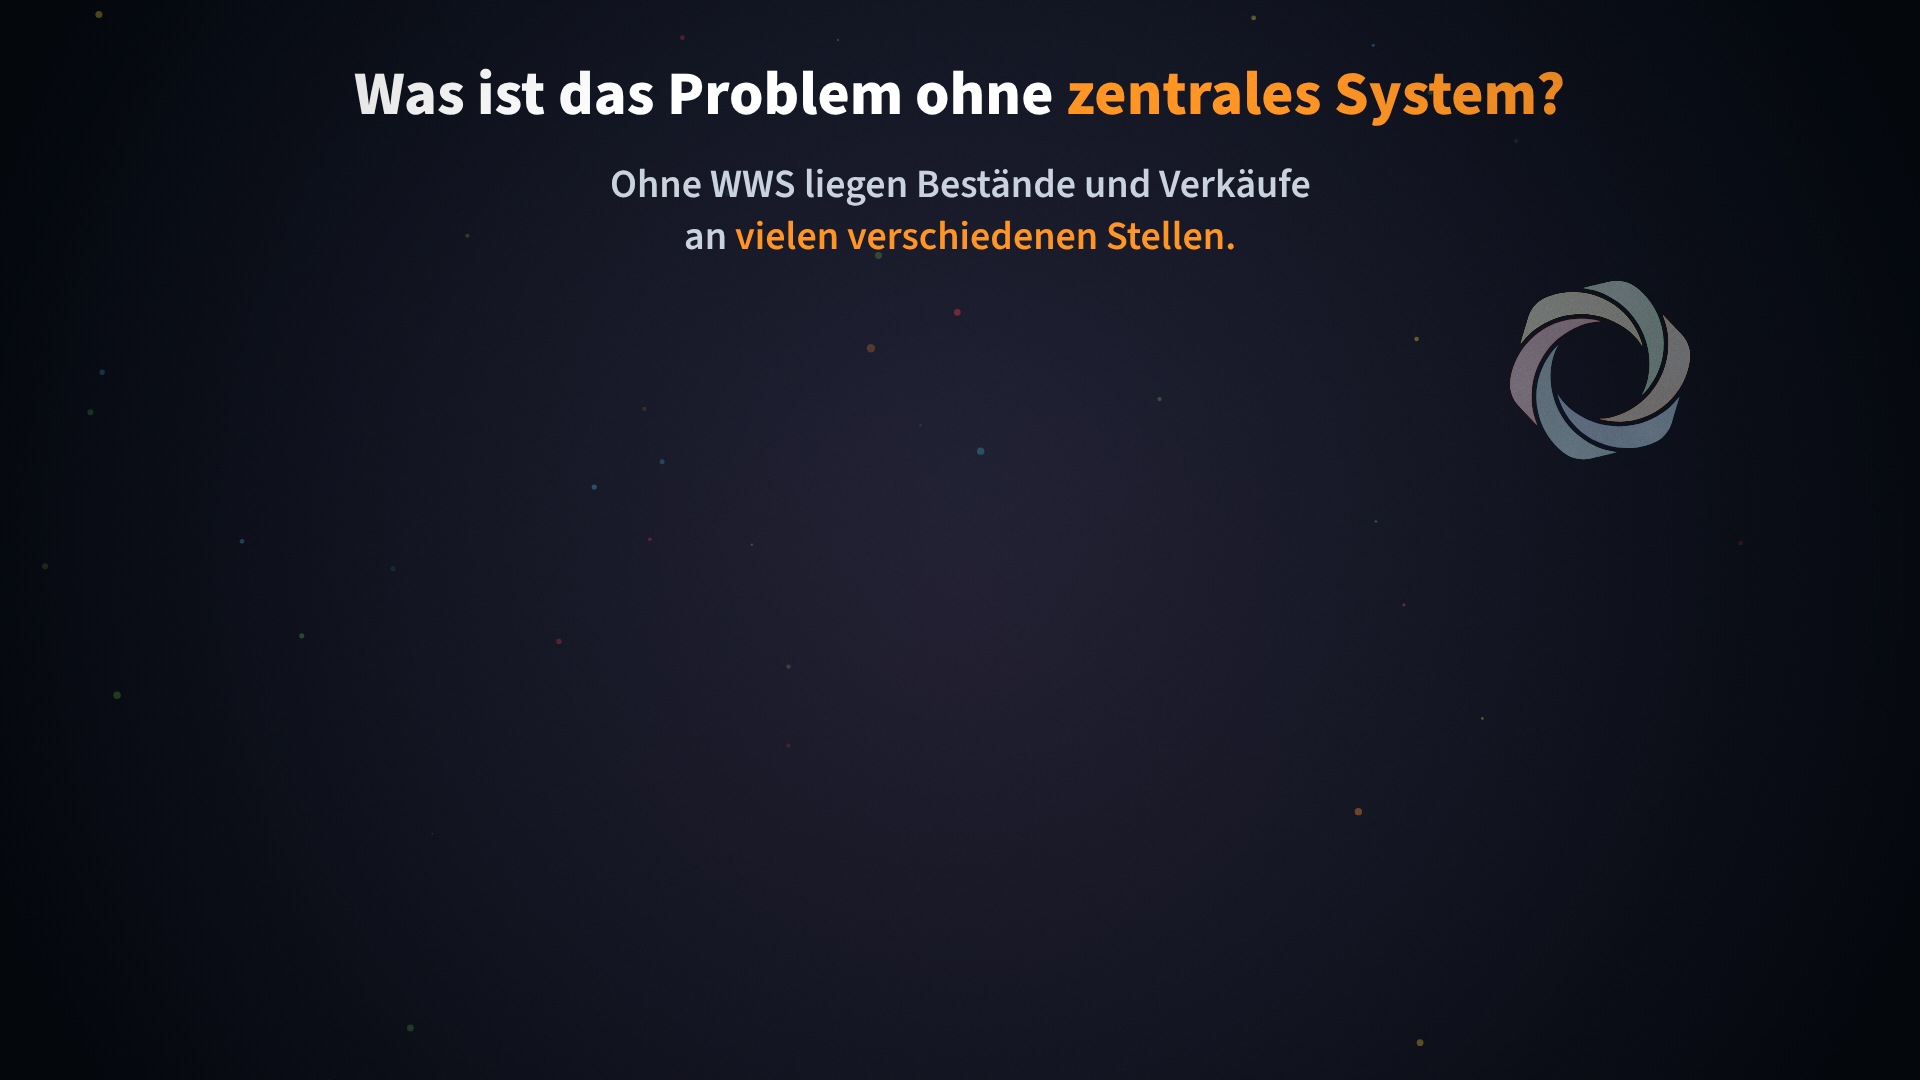 Was ist das Problem ohne zentrales System?
Ohne WWS liegen Bestände und Verkäufe
an vielen verschiedenen Stellen.